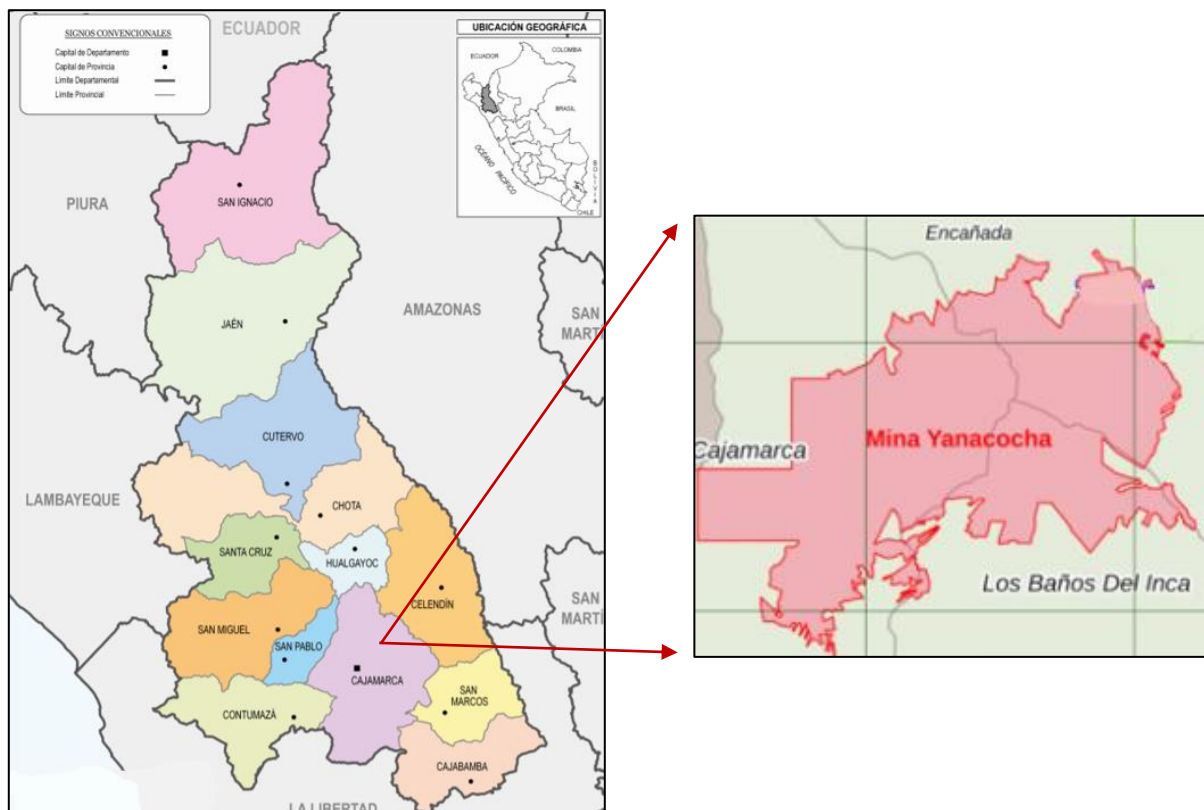 SIGNOS CONVENCIONALES
Capital de Departamento
Capital de Provincia
Límite Departamental
Límite Provincial
ECUADOR
UBICACIÓN GEOGRÁFICA
ECUADOR
COLOMBIA
BRASIL
OCÉANO PACÍFICO
BOLIVIA
CHILE
PIURA
SAN IGNACIO
AMAZONAS
SAN
MARTÍ
JAÉN
CUTERVO
LAMBAYEQUE
CHOTA
SANTA CRUZ
HUALGAYOC
CELENDÍN
SAN
MARTÍ
SAN MIGUEL
SAN PABLO
CAJAMARCA
SAN
MARCOS
CONTUMAZÁ
CAJABAMBA
LA LIBERTAD
Encañada
Mina Yanacocha
Cajamarca
Los Baños Del Inca